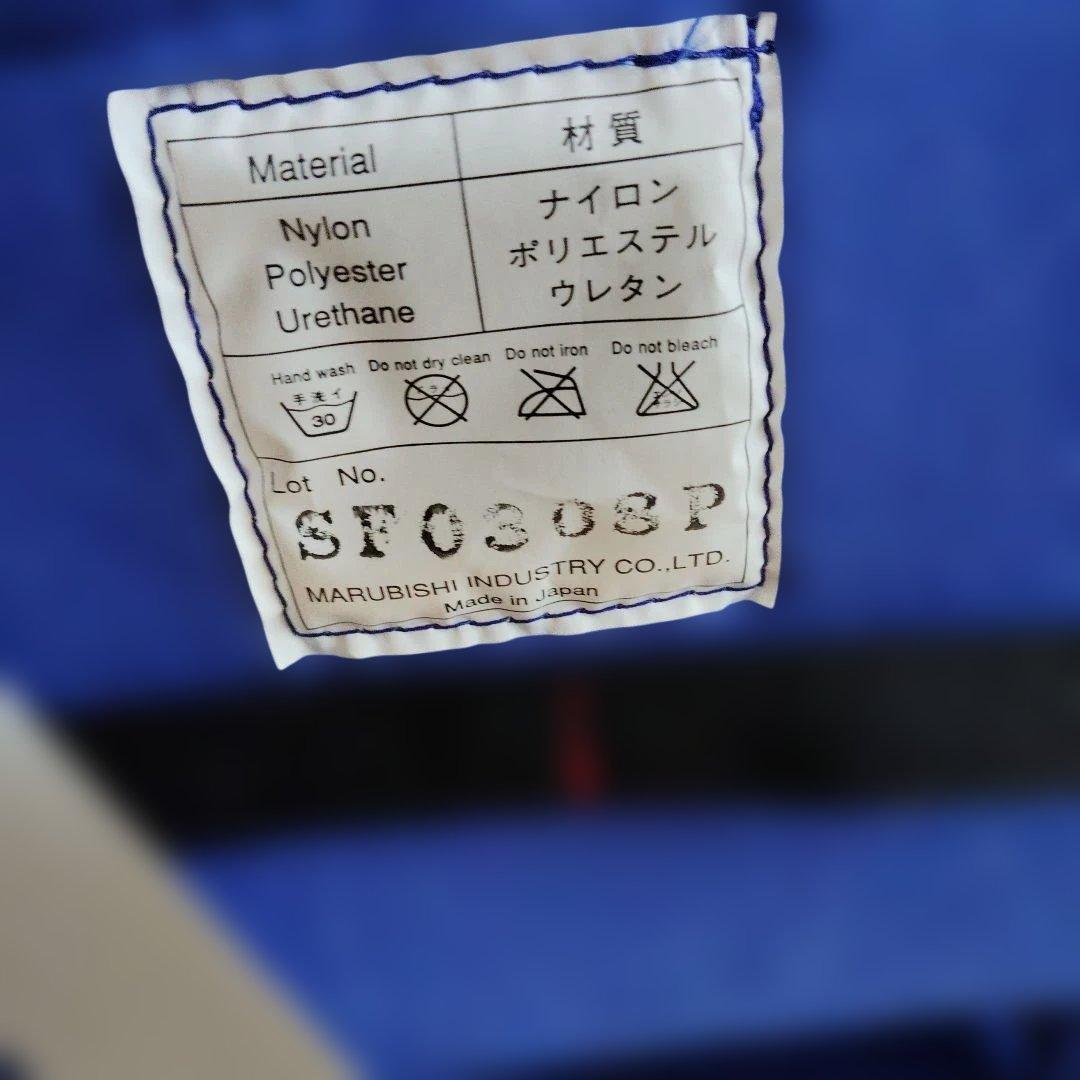 Material 材質
Nylon ナイロン
Polyester ポリエステル
Urethane ウレタン
Hand wash Do not dry clean Do not iron Do not bleach
手洗イ
30
Lot No.
SF0308P
MARUBISHI INDUSTRY CO.,LTD.
Made in Japan